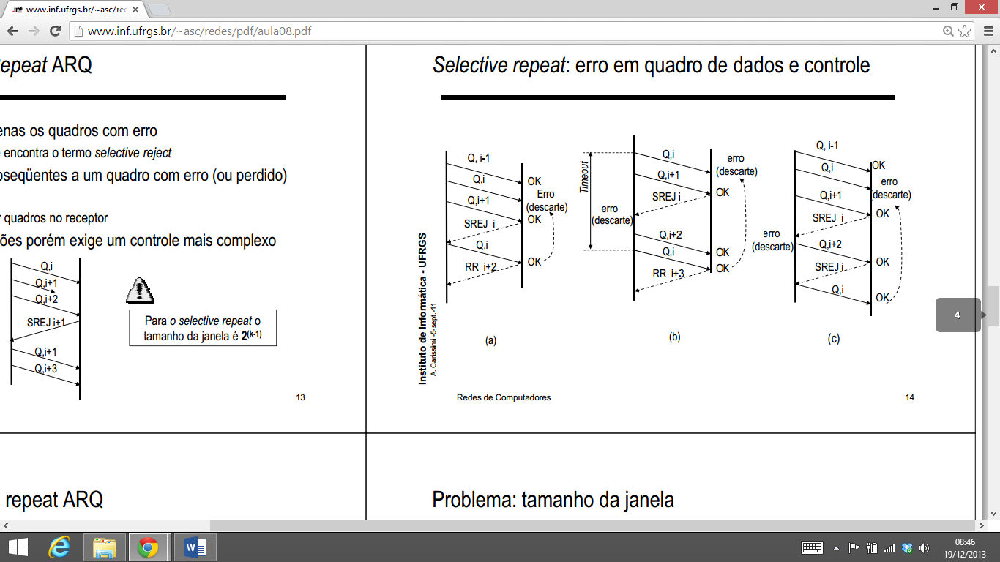 www.inf.ufrgs.br/~asc/rec
www.inf.ufrgs.br/~asc/redes/pdf/aula08.pdf
epeat ARQ
enas os quadros com erro
encontra o termo selective reject
bseqüentes a um quadro com erro (ou perdido)
r quadros no receptor
ões porém exige um controle mais complexo
Q,i
Q,i+1
Q,i+2
SREJ i+1
Q,i+1
Q,i+3
Para o selective repeat o
tamanho da janela é 2(k-1)
13
Selective repeat: erro em quadro de dados e controle
Q, i-1
Q,i
Q,i+1
SREJ i
Q,i
RR i+2
OK
Erro
(descarte)
OK
OK
(a)
Timeout
Q,i
Q,i+1
SREJ i
erro
(descarte)
Q,i+2
Q,i
RR i+3
erro
(descarte)
OK
OK
OK
(b)
Q, i-1
Q,i
Q,i+1
SREJ i
erro
(descarte)
Q,i+2
SREJ i
Q,i
OK
erro
(descarte)
OK
OK
OK
(c)
Instituto de Informática - UFRGS
A. Carissimi -5-sept.-11
Redes de Computadores
14
4
repeat ARQ
Problema: tamanho da janela
08:46
19/12/2013